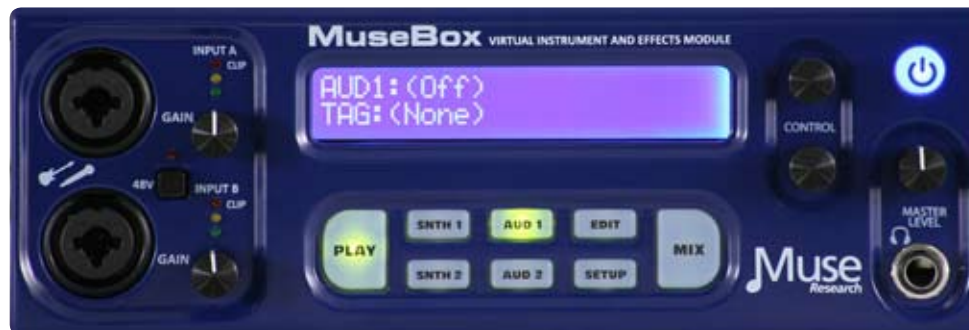 MuseBox VIRTUAL INSTRUMENT AND EFFECTS MODULE
INPUT A
CLIP
GAIN
48V
INPUT B
CLIP
GAIN
AUD1:(Off)
TAG:(None)
PLAY
SNTH 1
AUD 1
EDIT
SNTH 2
AUD 2
SETUP
MIX
CONTROL
MASTER
LEVEL
Muse
Research